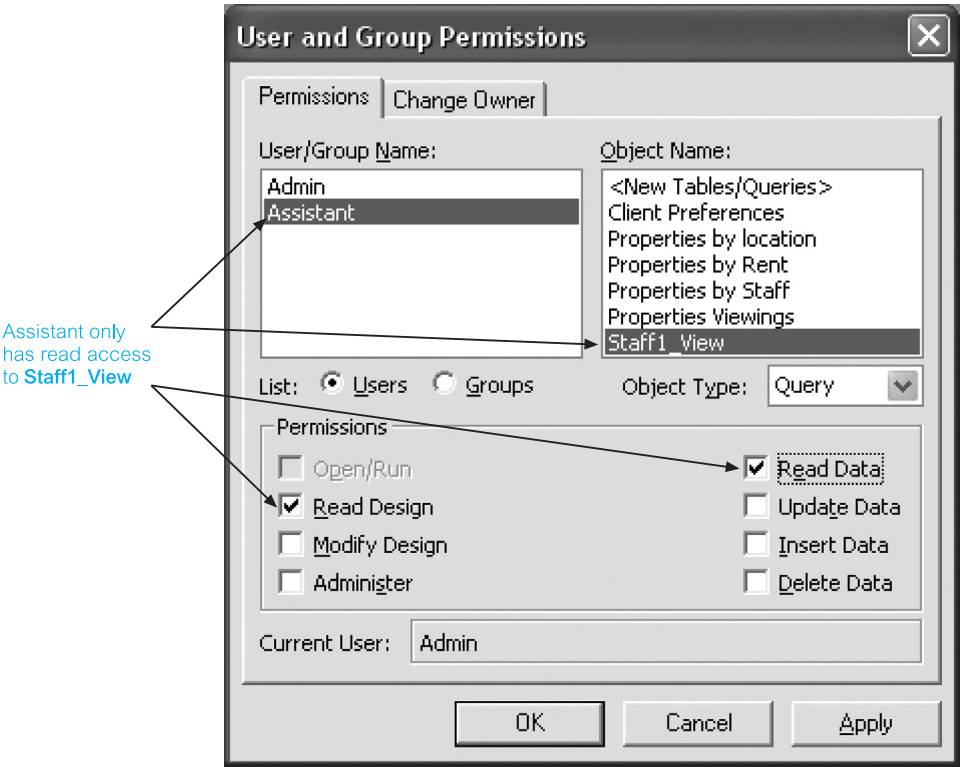 User and Group Permissions
Permissions
Change Owner
User/Group Name:
Object Name:
Admin
Assistant
<New Tables/Queries>
Client Preferences
Properties by location
Properties by Rent
Properties by Staff
Properties Viewings
Staff1_View
Assistant only
has read access
to Staff1_View
List:
Users
Groups
Object Type:
Query
Permissions
Open/Run
Read Design
Modify Design
Administer
Read Data
Update Data
Insert Data
Delete Data
Current User:
Admin
OK
Cancel
Apply